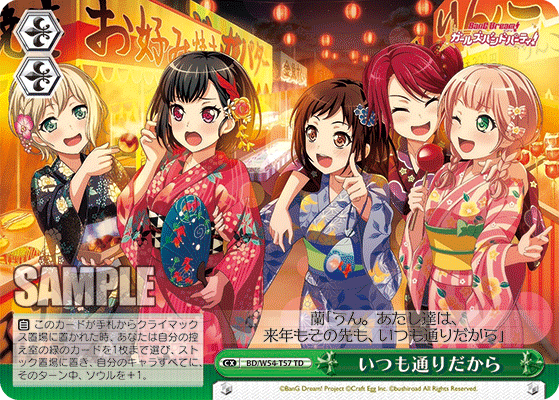 お好み焼き
BanG Dream!
ガールズバンドパーティ!
SAMPLE
このカードが手札からクライマックス
置場に置かれた時、あなたは自分の
控え室の緑のカードを1枚まで選び、ストック
置場に置き、自分のキャラすべてに、
そのターン中、ソウルを+1。
蘭「うん。あたし達は、
来年もこの先も、いつも通りだから」
CX
BD/W54-T57 TD
いつも通りだから
©BanG Dream! Project ©Craft Egg Inc. ©bushiroad All Rights Reserved.